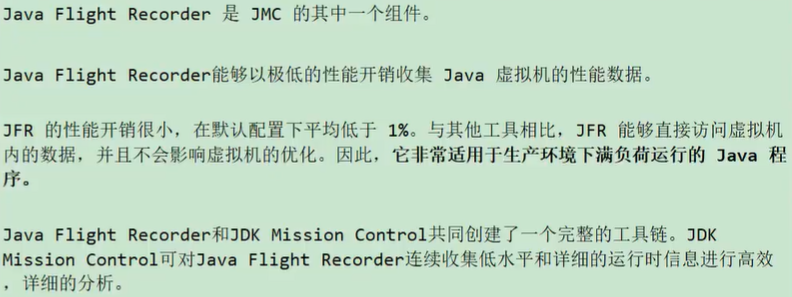 Java Flight Recorder 是 JMC 的其中一个组件。
Java Flight Recorder能够以极低的性能开销收集 Java 虚拟机的性能数据。
JFR 的性能开销很小，在默认配置下平均低于 1%。与其他工具相比，JFR 能够直接访问虚拟机
内的数据，并且不会影响虚拟机的优化。因此，它非常适用于生产环境下满负荷运行的 Java 程
序。
Java Flight Recorder和JDK Mission Control共同创建了一个完整的工具链。JDK
Mission Control可对Java Flight Recorder连续收集低水平和详细的运行时信息进行高效
，详细的分析。